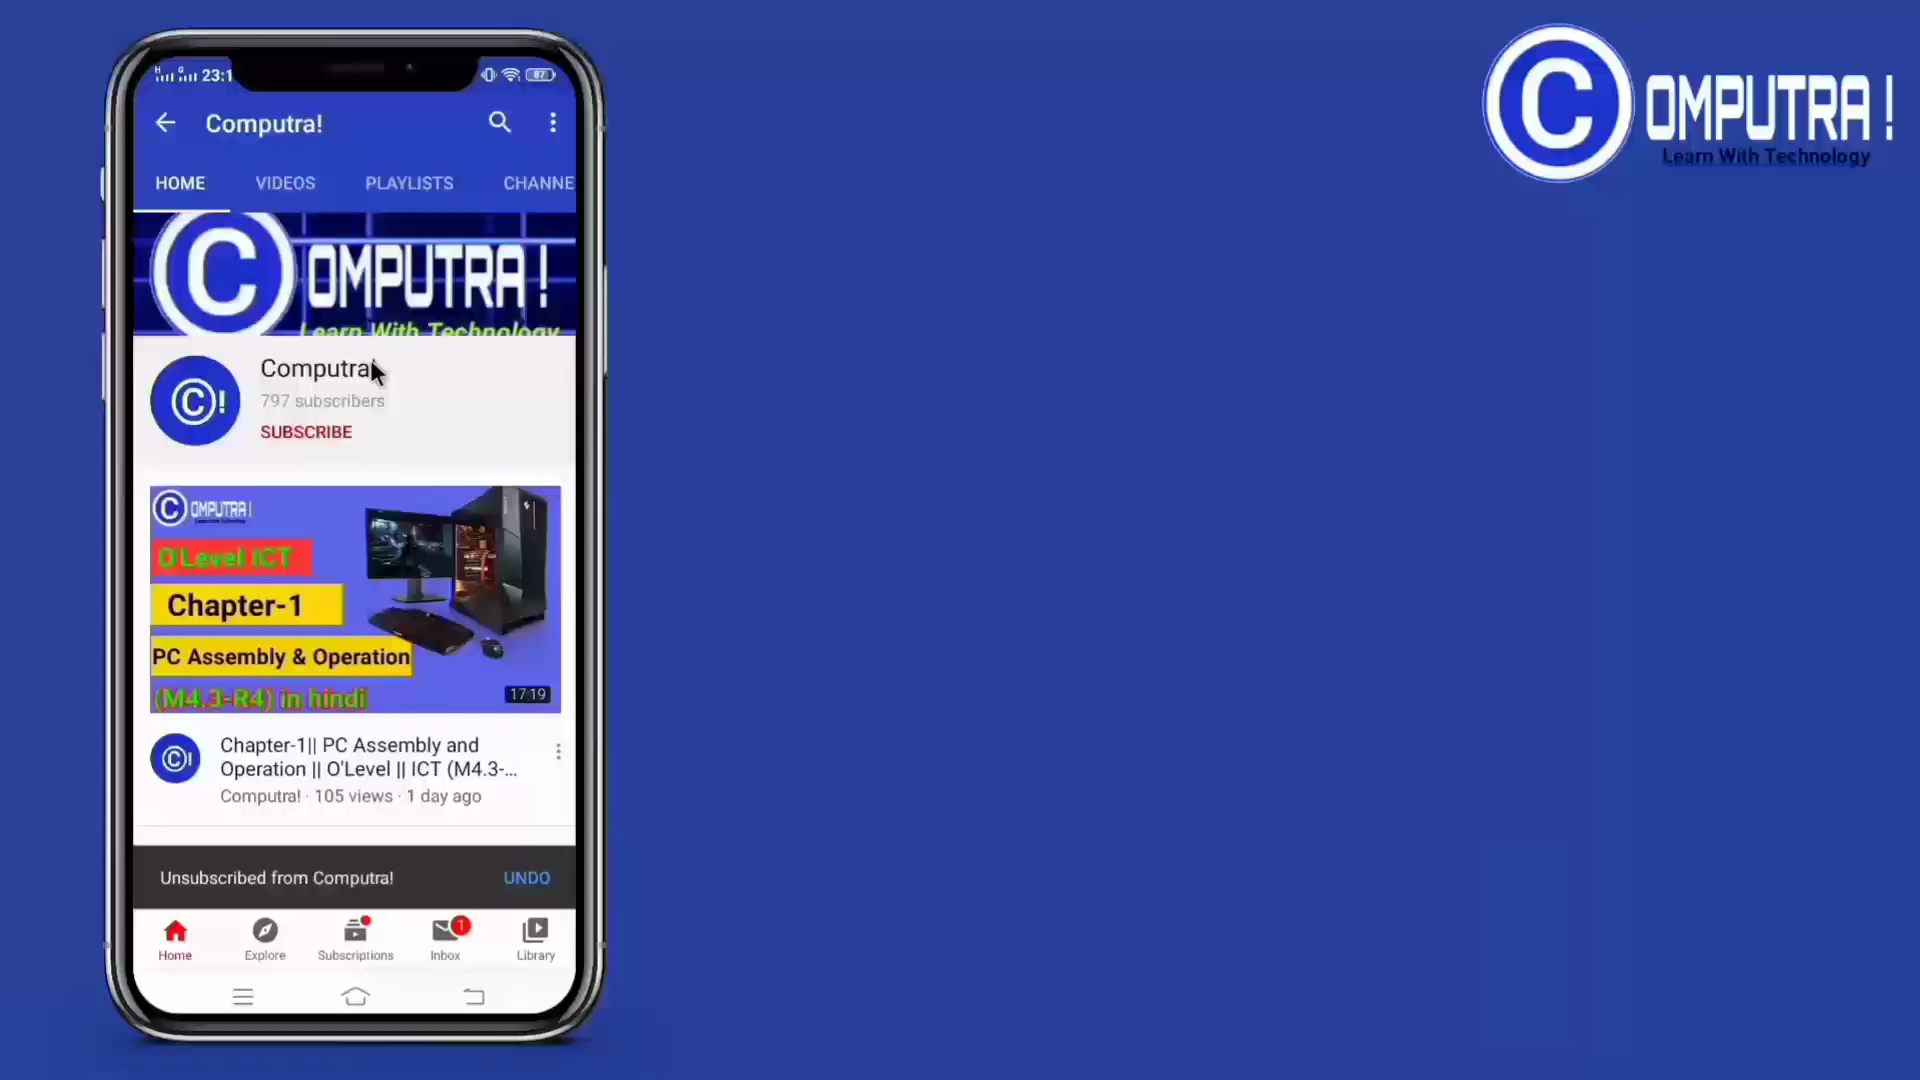 H G 23:1 87
Computra!
HOME VIDEOS PLAYLISTS CHANNE
COMPUTRA !
Learn With Technology
Computra!
797 subscribers
SUBSCRIBE
C!
COMPUTRA !
O'Level ICT
Chapter-1
PC Assembly & Operation
(M4.3-R4) in hindi
17:19
C!
Chapter-1|| PC Assembly and
Operation || O'Level || ICT (M4.3-...
Computra! · 105 views · 1 day ago
Unsubscribed from Computra! UNDO
1
Home Explore Subscriptions Inbox Library
COMPUTRA !
Learn With Technology